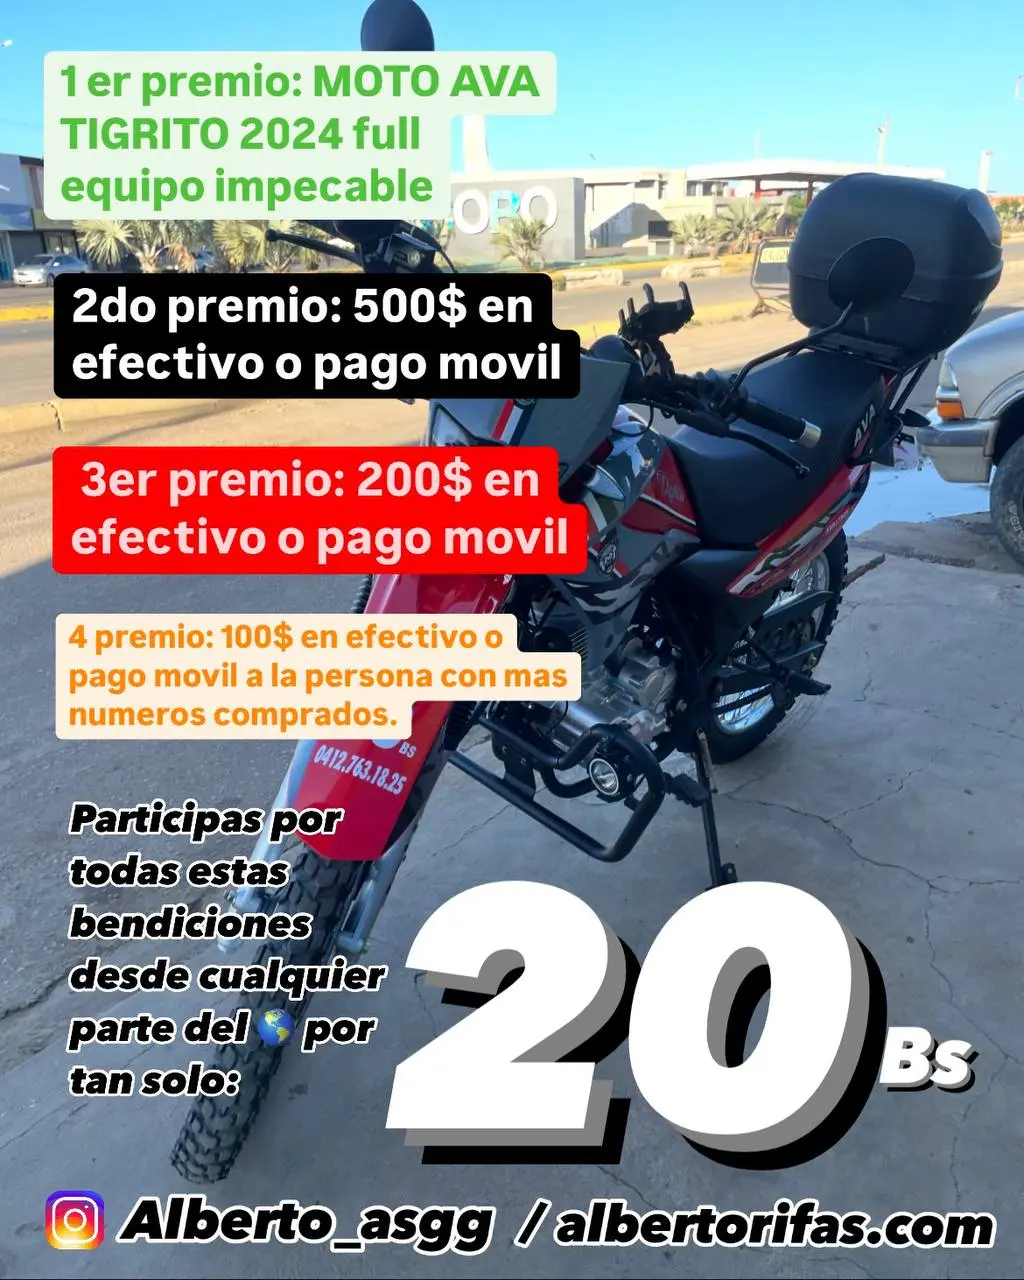 1 er premio: MOTO AVA
TIGRITO 2024 full
equipo impecable
2do premio: 500$ en
efectivo o pago movil
3er premio: 200$ en
efectivo o pago movil
4 premio: 100$ en efectivo o
pago movil a la persona con mas
numeros comprados.
BS
0412.763.18.25
AVA
Participas por
todas estas
bendiciones
desde cualquier
parte del 🌎 por
tan solo:
20 Bs
Alberto_asgg / albertorifas.com